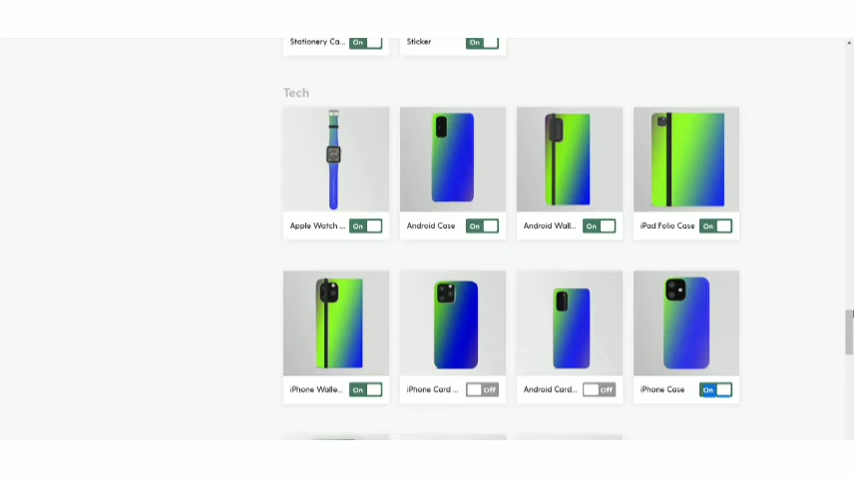 Stationery Ca... On Sticker On
Tech
Apple Watch ... On Android Case On Android Wall... On iPad Folio Case On
iPhone Walle... On iPhone Card ... Off Android Card... Off iPhone Case On